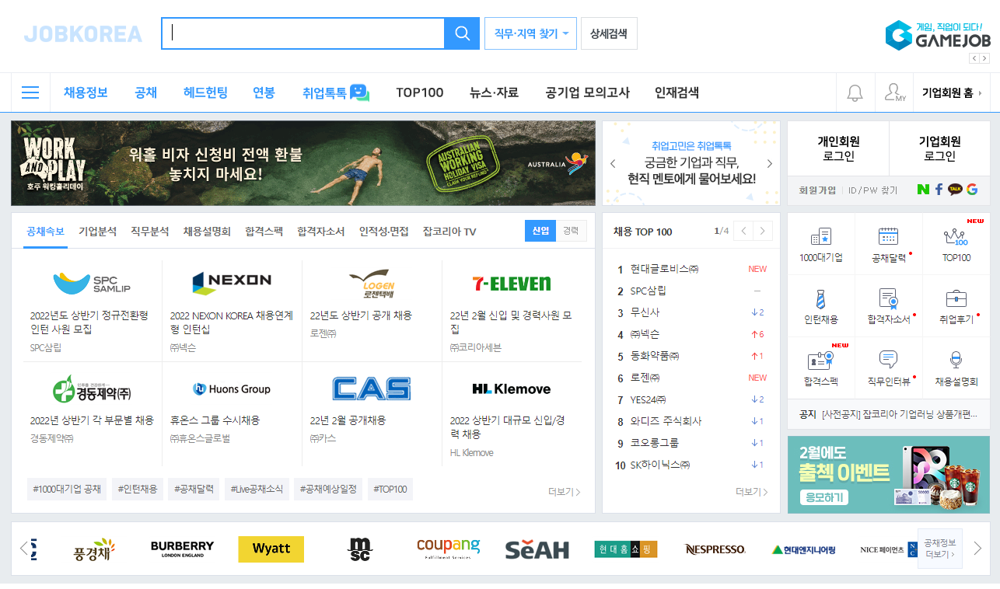 JOBKOREA
직무·지역 찾기
상세검색
게임, 직업이 되다!
GAMEJOB
채용정보 공채 헤드헌팅 연봉 취업톡톡 TOP100 뉴스·자료 공기업 모의고사 인재검색
MY
기업회원 홈
WORK AND PLAY
호주 워킹홀리데이
워홀 비자 신청비 전액 환불
놓치지 마세요!
AUSTRALIAN
WORKING
HOLIDAY VISA
CLAIM YOUR REFUND*
AUSTRALIA
취업고민은 취업톡톡
궁금한 기업과 직무,
현직 멘토에게 물어보세요!
개인회원
로그인
기업회원
로그인
회원가입 ID/PW 찾기
N f TALK G
공채속보 기업분석 직무분석 채용설명회 합격스펙 합격자소서 인적성·면접 잡코리아 TV
신입 경력
SPC SAMLIP
2022년도 상반기 정규전환형
인턴 사원 모집
SPC삼립
NEXON
2022 NEXON KOREA 채용연계
형 인턴십
㈜넥슨
LOGEN
로젠택배
22년도 상반기 공개 채용
로젠㈜
7-ELEVEn
22년 2월 신입 및 경력사원 모
집
㈜코리아세븐
경동제약(주)
2022년 상반기 각 부문별 채용
경동제약㈜
Huons Group
휴온스 그룹 수시채용
㈜휴온스글로벌
CAS
22년 2월 공개채용
㈜카스
HL Klemove
2022 상반기 대규모 신입/경
력 채용
HL Klemove
#1000대기업 공채 #인턴채용 #공채달력 #Live공채소식 #공채예상일정 #TOP100
더보기
채용 TOP 100
1/4
1 현대글로비스㈜ NEW
2 SPC삼립 –
3 무신사 ↓2
4 ㈜넥슨 ↑6
5 동화약품㈜ ↑1
6 로젠㈜ NEW
7 YES24㈜ ↓2
8 와디즈 주식회사 ↓1
9 코오롱그룹 ↓1
10 SK하이닉스㈜ ↓1
더보기
1000대기업
공채달력
NEW
100
TOP100
인턴채용
합격자소서
취업후기
NEW
합격스펙
직무인터뷰
채용설명회
공지 [사전공지] 잡코리아 기업러닝 상품개편...
2월에도
출첵 이벤트
응모하기
풍경채
BURBERRY
LONDON ENGLAND
Wyatt
msc
coupang
Fulfillment Services
SeAH
현대홈쇼핑
NESPRESSO
현대엔지니어링
NICE 페이먼츠
공채정보
더보기